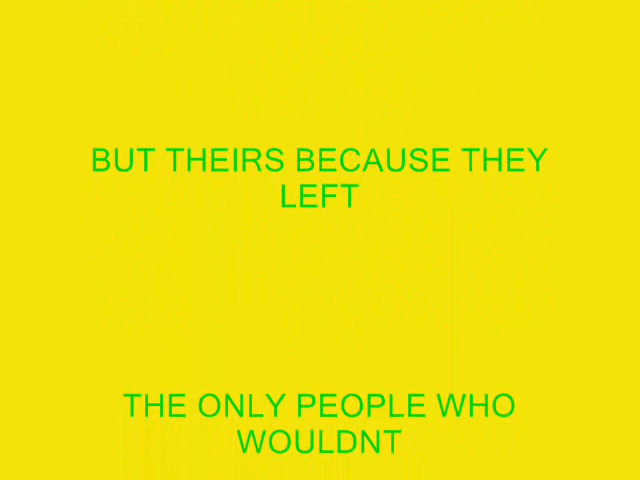 BUT THEIRS BECAUSE THEY
LEFT
THE ONLY PEOPLE WHO
WOULDNT